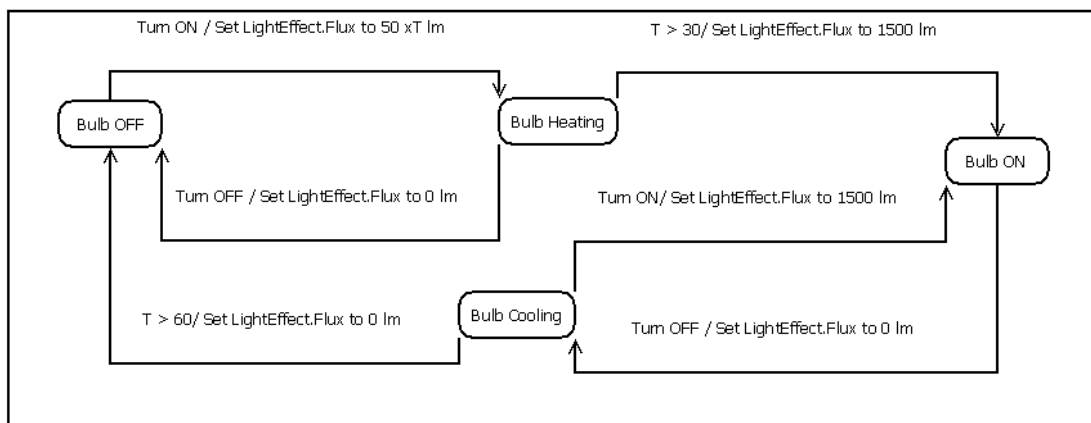 Turn ON / Set LightEffect.Flux to 50 xT lm
T > 30/ Set LightEffect.Flux to 1500 lm
Bulb OFF
Bulb Heating
Bulb ON
Turn OFF / Set LightEffect.Flux to 0 lm
Turn ON/ Set LightEffect.Flux to 1500 lm
T > 60/ Set LightEffect.Flux to 0 lm
Bulb Cooling
Turn OFF / Set LightEffect.Flux to 0 lm